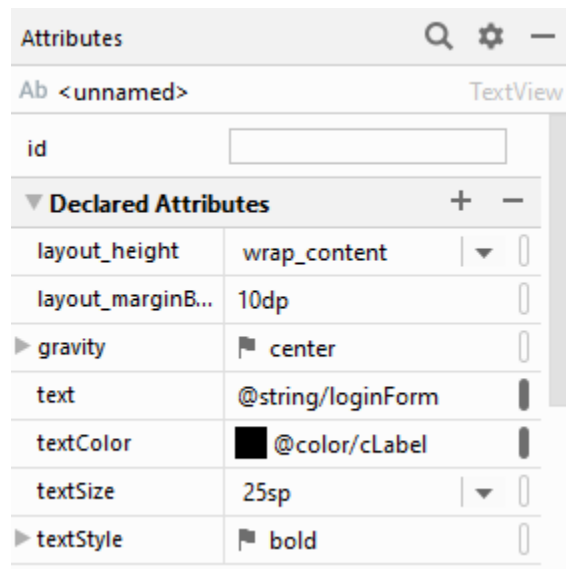 Attributes
Ab <unnamed> TextView
id
Declared Attributes
layout_height wrap_content
layout_marginB... 10dp
gravity center
text @string/loginForm
textColor @color/cLabel
textSize 25sp
textStyle bold